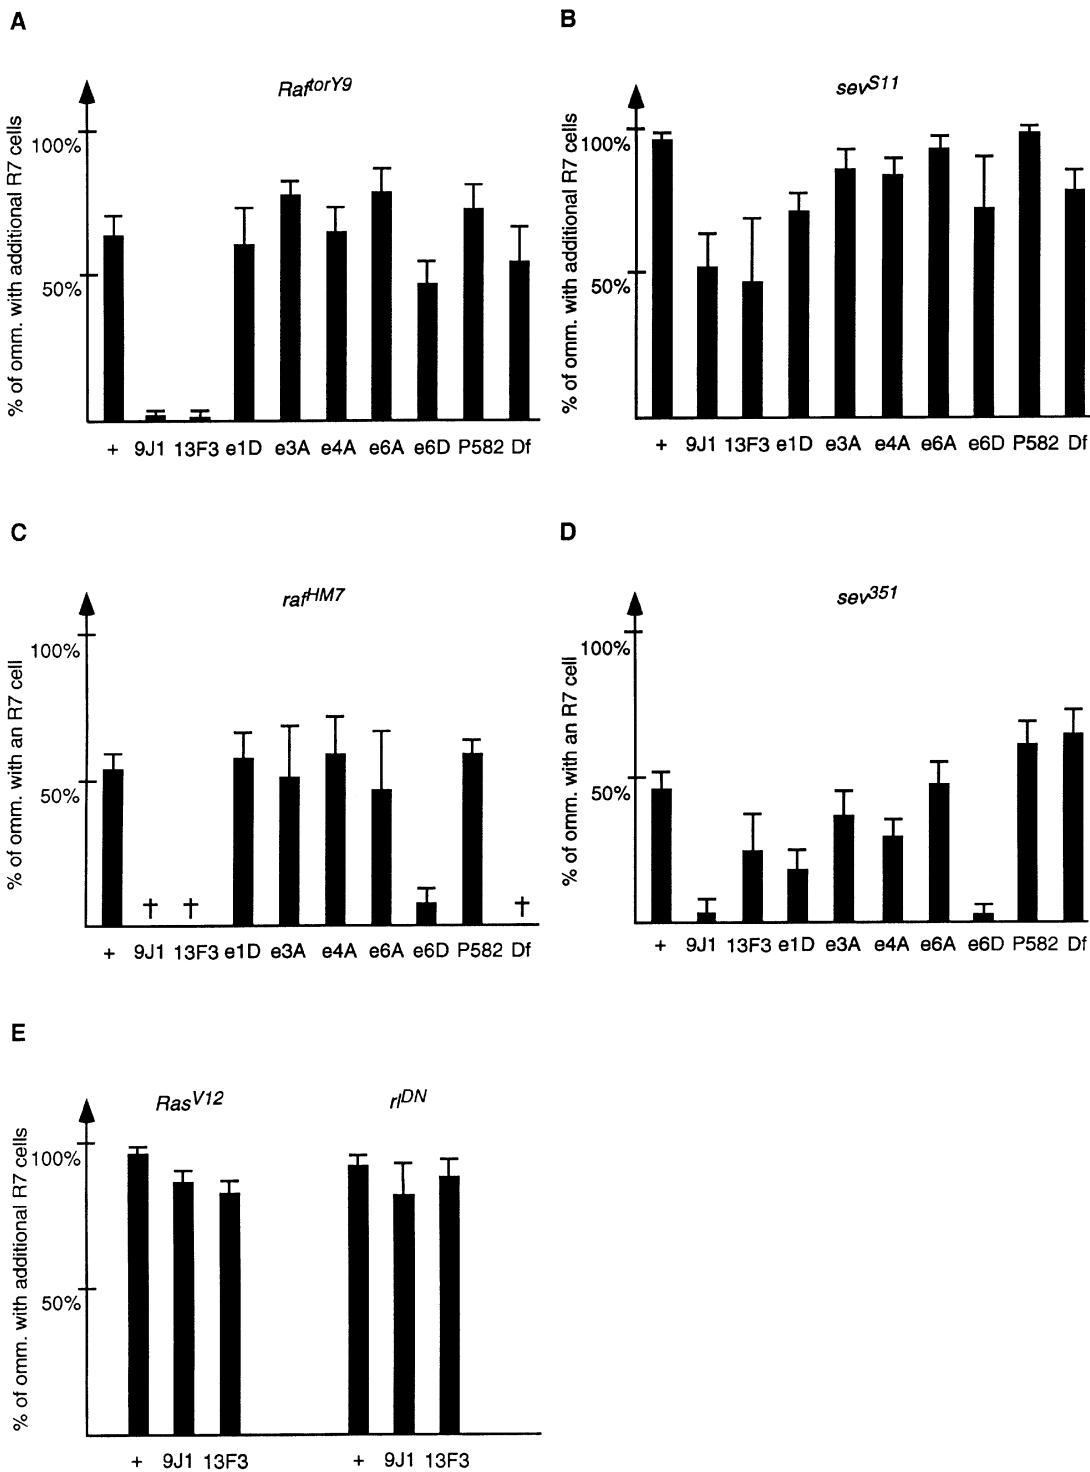 A
Raf torY9
% of omm. with additional R7 cells
100%
50%
+ 9J1 13F3 e1D e3A e4A e6A e6D P582 Df
B
sev S11
% of omm. with additional R7 cells
100%
50%
+ 9J1 13F3 e1D e3A e4A e6A e6D P582 Df
C
raf HM7
% of omm. with an R7 cell
100%
50%
† † †
+ 9J1 13F3 e1D e3A e4A e6A e6D P582 Df
D
sev 351
% of omm. with an R7 cell
100%
50%
+ 9J1 13F3 e1D e3A e4A e6A e6D P582 Df
E
Ras V12
rl DN
% of omm. with additional R7 cells
100%
50%
+ 9J1 13F3 + 9J1 13F3